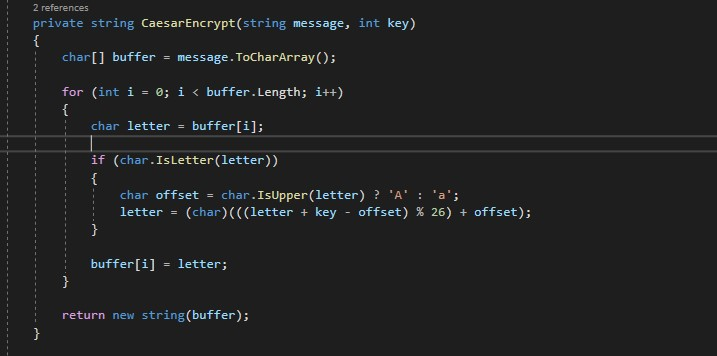 2 references
private string CaesarEncrypt(string message, int key)
{
char[] buffer = message.ToCharArray();
for (int i = 0; i < buffer.Length; i++)
{
char letter = buffer[i];
if (char.IsLetter(letter))
{
char offset = char.IsUpper(letter) ? 'A' : 'a';
letter = (char)(((letter + key - offset) % 26) + offset);
}
buffer[i] = letter;
}
return new string(buffer);
}